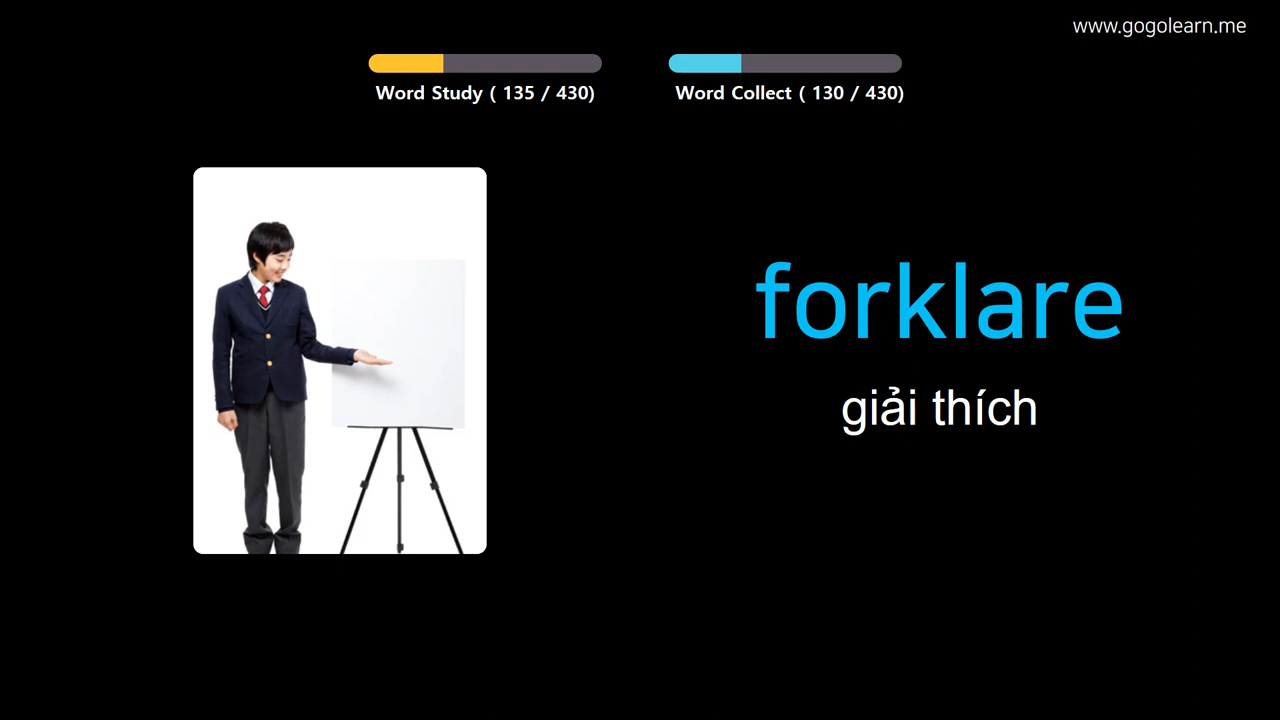 www.gogolearn.me
Word Study ( 135 / 430)
Word Collect ( 130 / 430)
forklare
giải thích